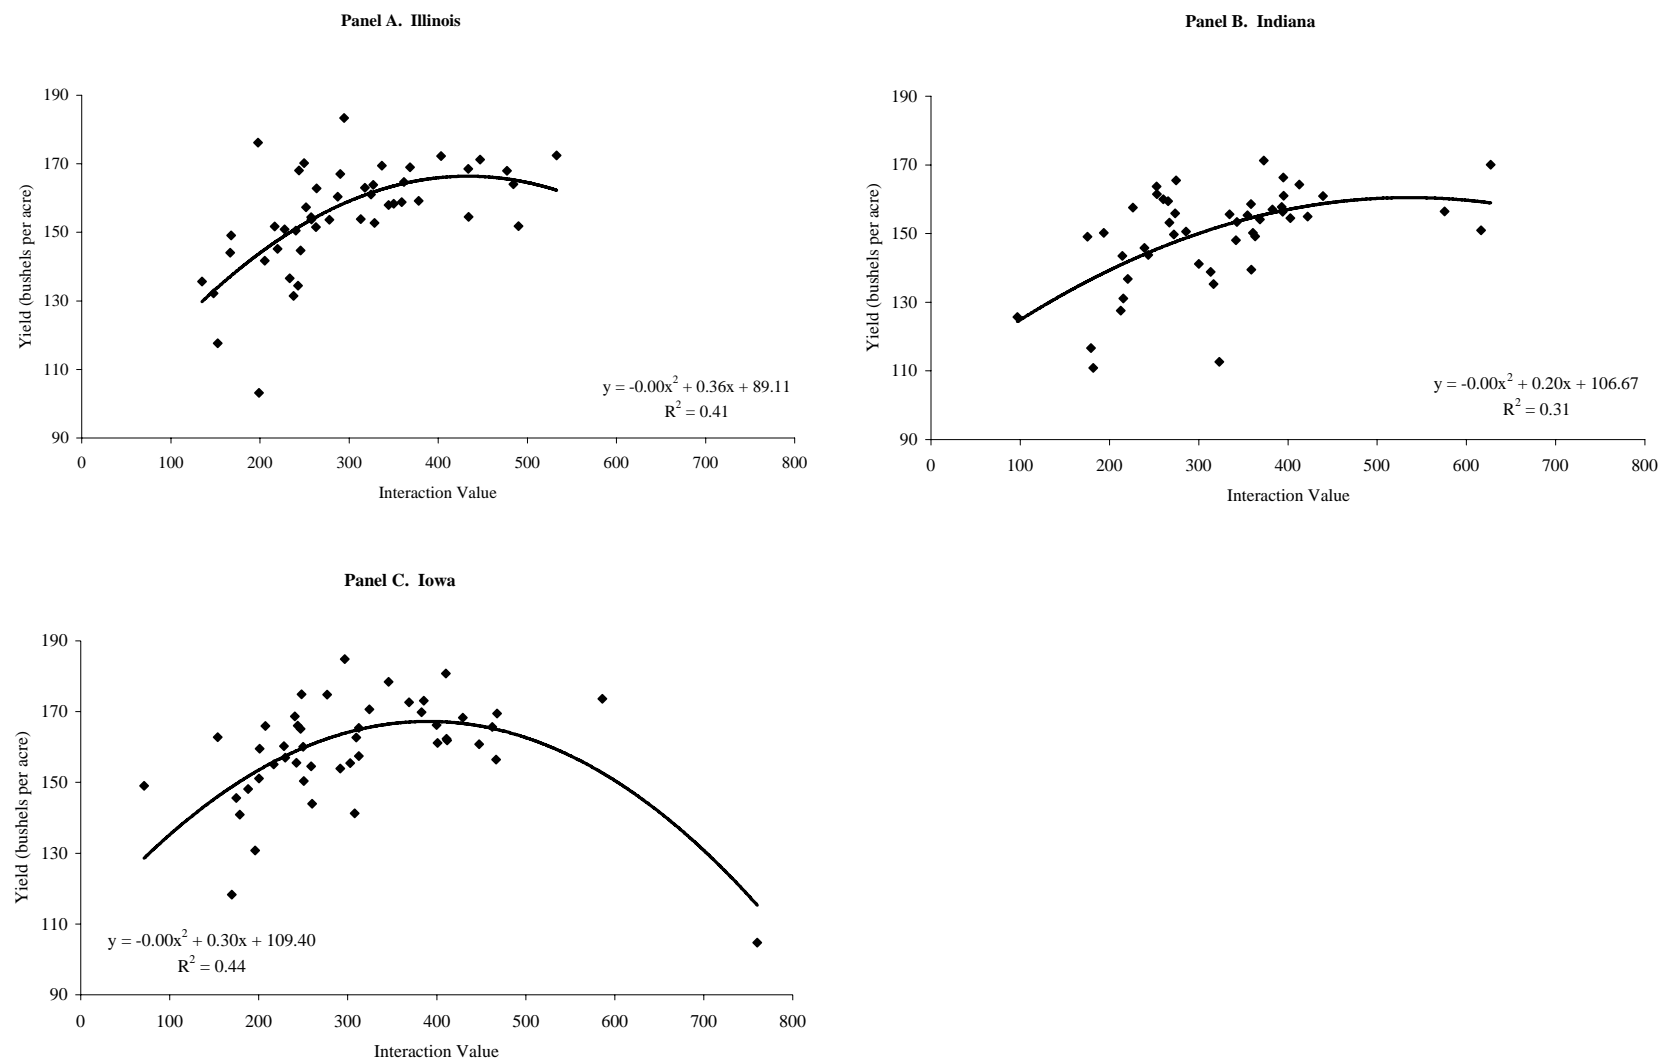 Panel A.  Illinois
190
170
150
130
110
90
0 100 200 300 400 500 600 700 800
Yield (bushels per acre)
Interaction Value
y = -0.00x² + 0.36x + 89.11
R² = 0.41
Panel B.  Indiana
190
170
150
130
110
90
0 100 200 300 400 500 600 700 800
Yield (bushels per acre)
Interaction Value
y = -0.00x² + 0.20x + 106.67
R² = 0.31
Panel C.  Iowa
190
170
150
130
110
90
0 100 200 300 400 500 600 700 800
Yield (bushels per acre)
Interaction Value
y = -0.00x² + 0.30x + 109.40
R² = 0.44